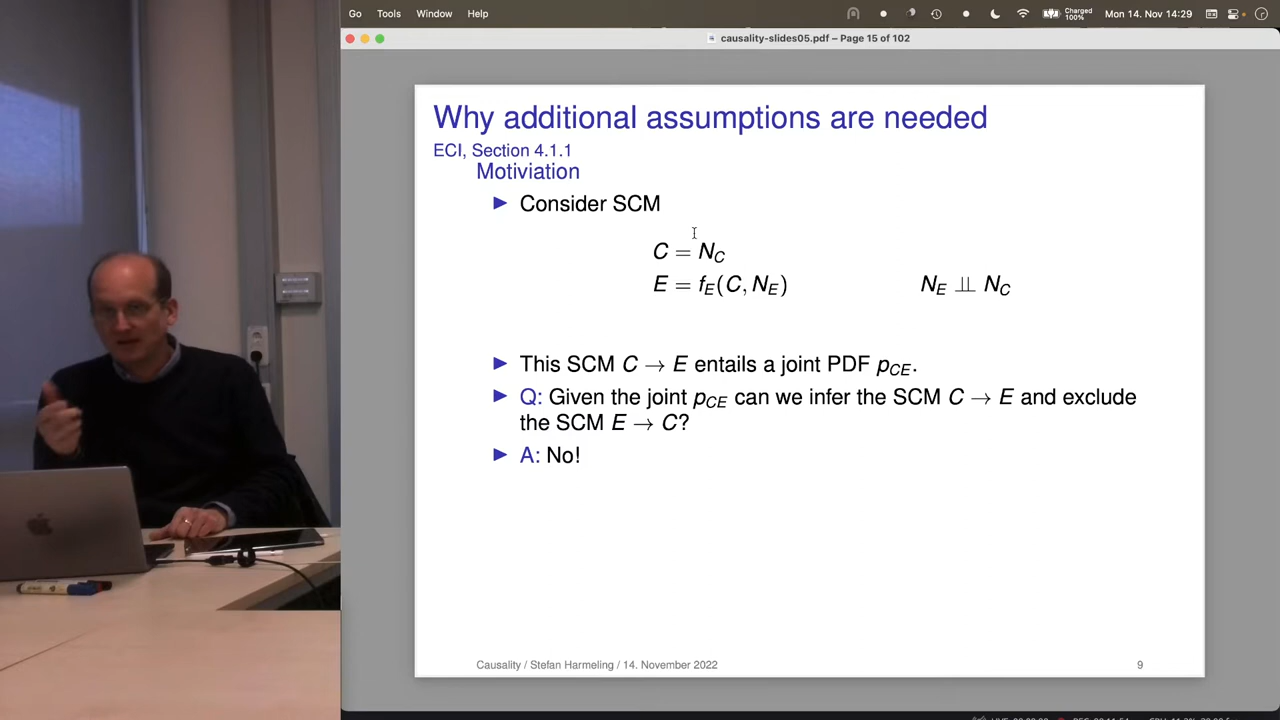 Go Tools Window Help Charged 100% Mon 14. Nov 14:29
causality-slides05.pdf – Page 15 of 102
Why additional assumptions are needed
ECI, Section 4.1.1
Motiviation
▶ Consider SCM
C = N_C
E = f_E(C, N_E) N_E ⫫ N_C
▶ This SCM C → E entails a joint PDF p_CE.
▶ Q: Given the joint p_CE can we infer the SCM C → E and exclude
the SCM E → C?
▶ A: No!
Causality / Stefan Harmeling / 14. November 2022 9